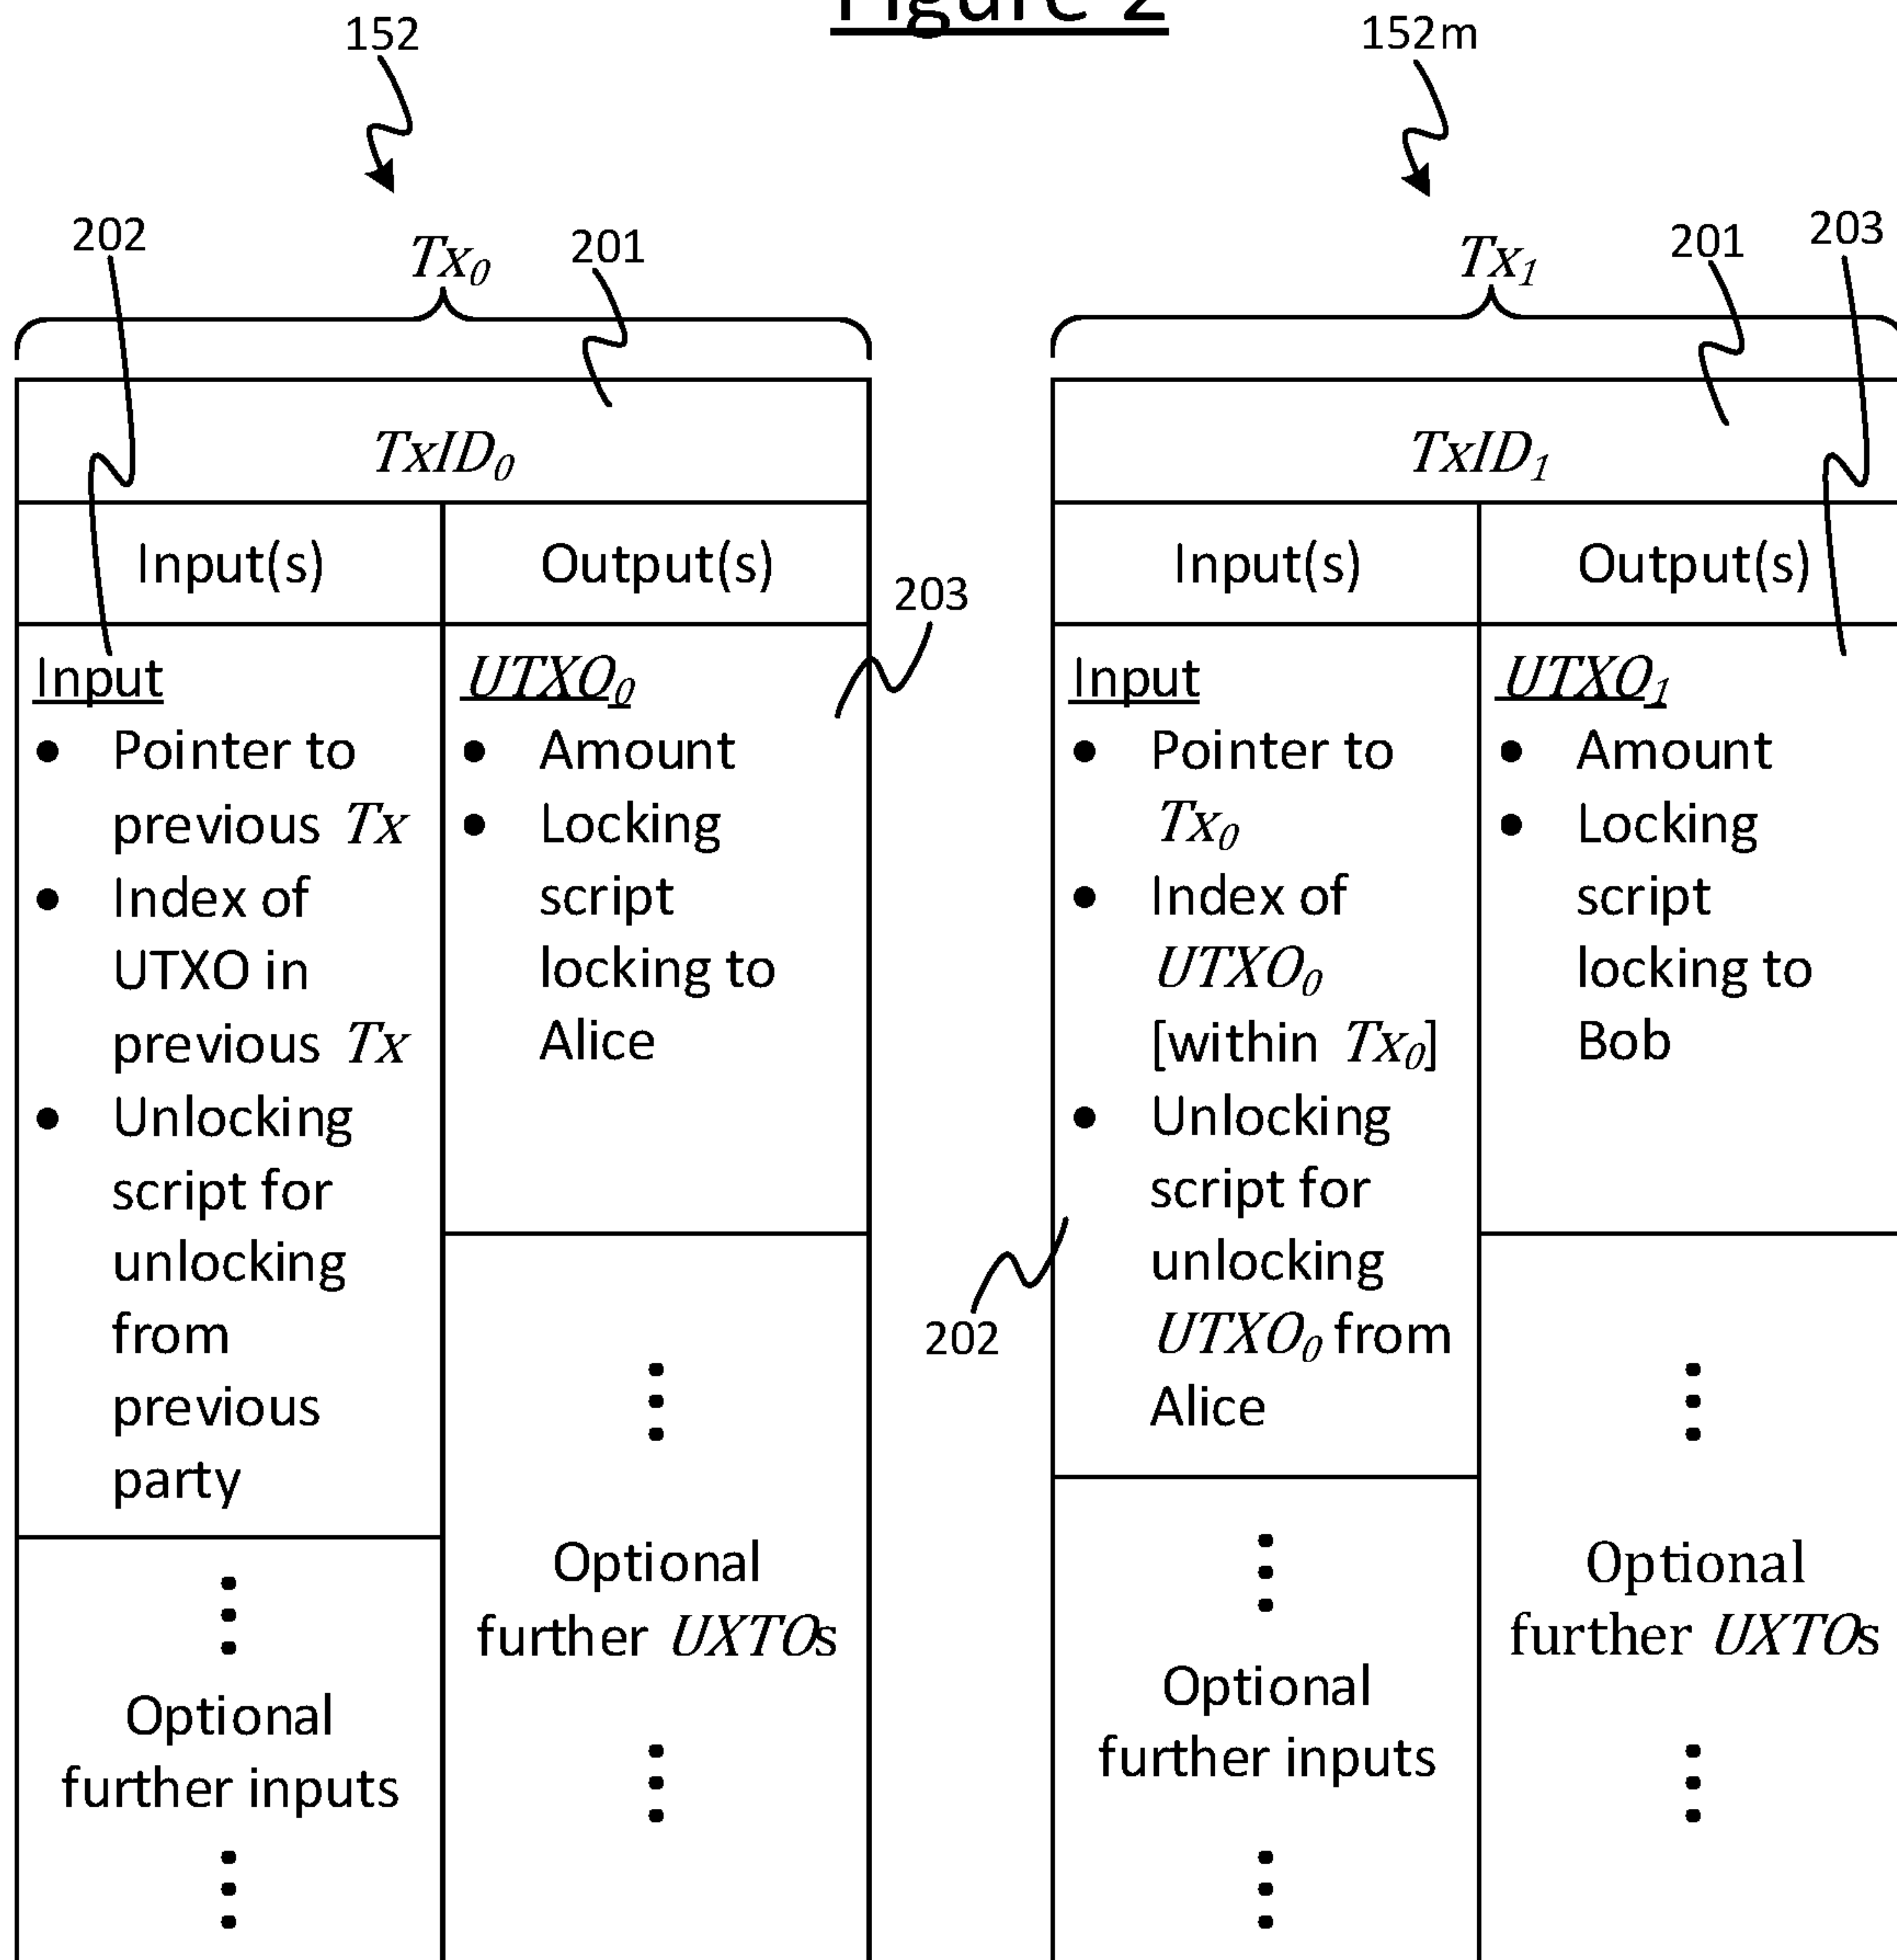 Figure 2
152
152m
202
Tx0
201
Tx1
201
203
TxID0
Input(s)
Output(s)
203
Input
• Pointer to
previous Tx
• Index of
UTXO in
previous Tx
• Unlocking
script for
unlocking
from
previous
party
Optional
further inputs
UTXO0
• Amount
• Locking
script
locking to
Alice
Optional
further UXTOs
TxID1
Input(s)
Output(s)
Input
• Pointer to
Tx0
• Index of
UTXO0
[within Tx0]
• Unlocking
script for
unlocking
UTXO0 from
Alice
202
Optional
further inputs
UTXO1
• Amount
• Locking
script
locking to
Bob
Optional
further UXTOs